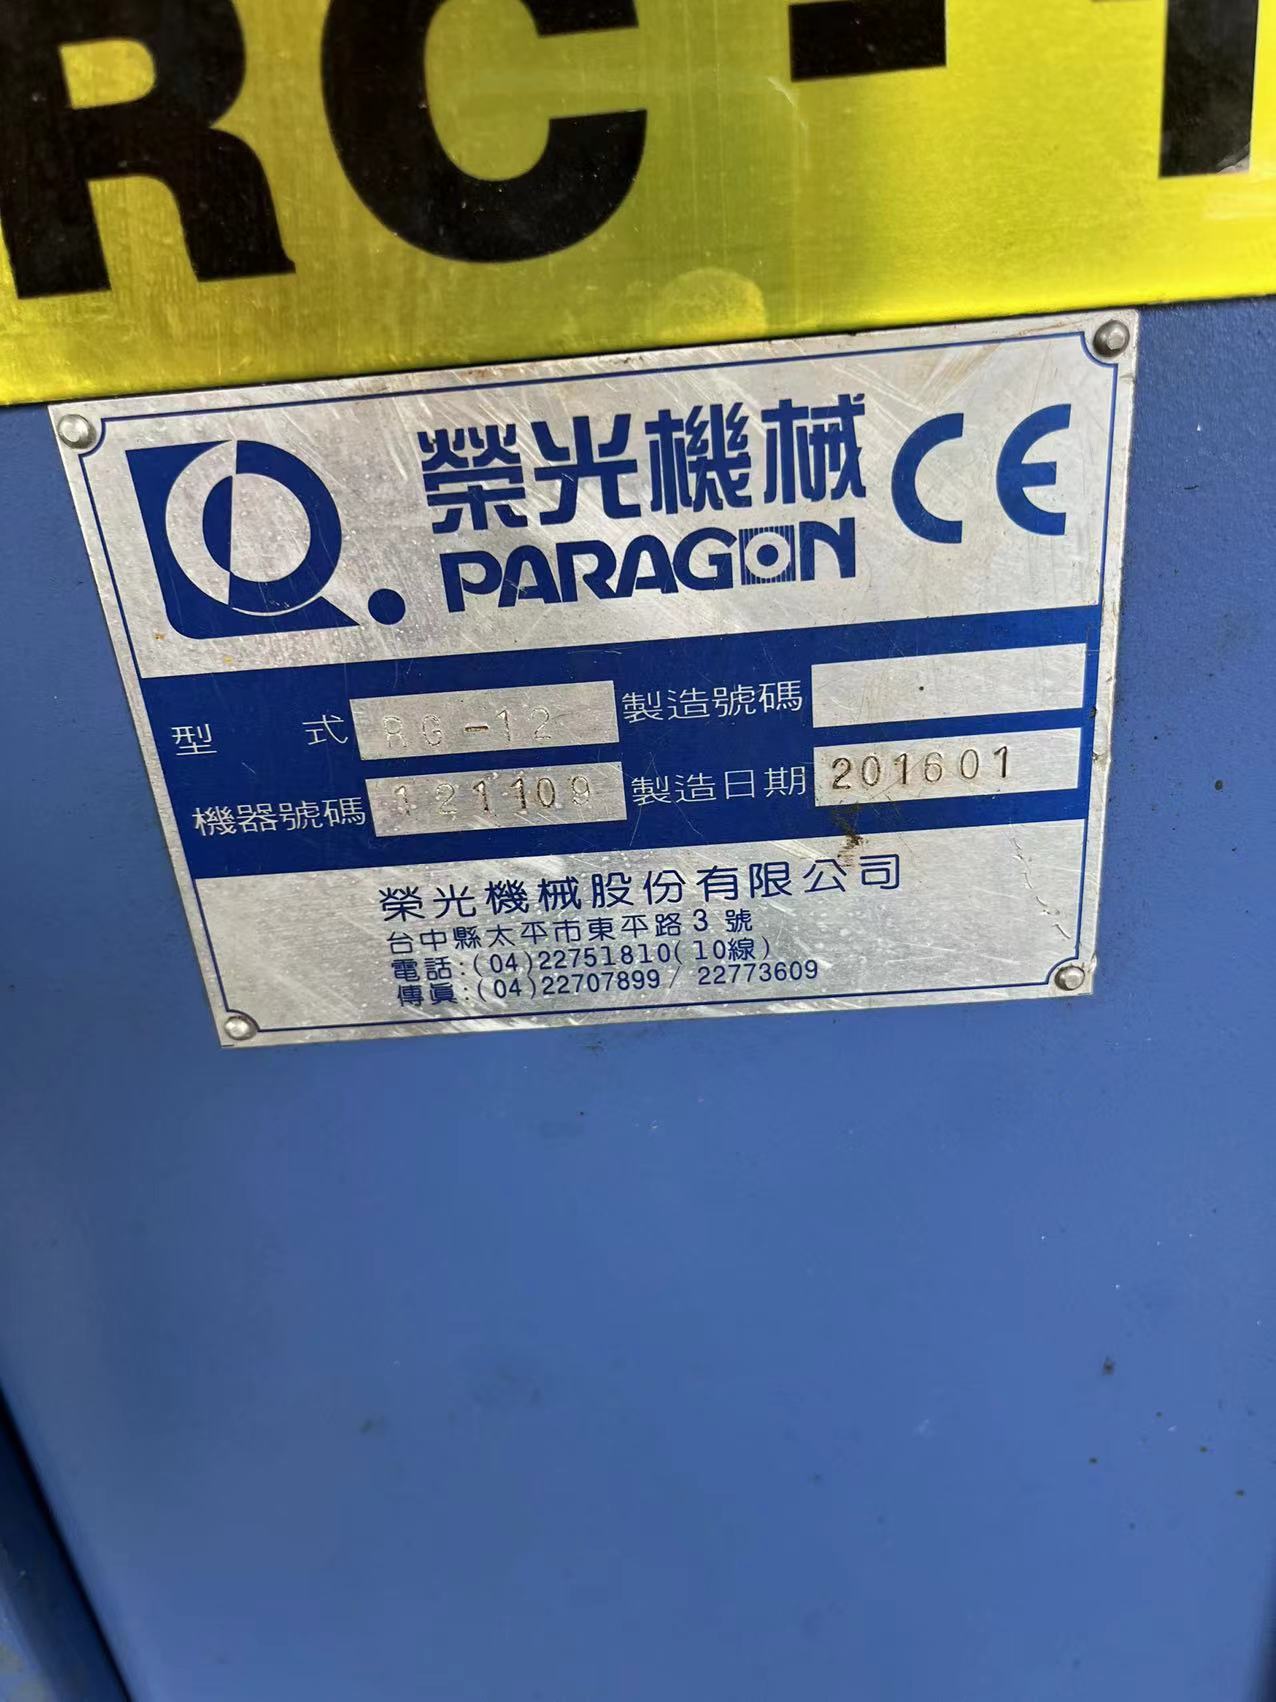 RC-1
榮光機械 CE
PARAGON
型 式 RG-12 製造號碼
機器號碼 121109 製造日期 201601
榮光機械股份有限公司
台中縣太平市東平路3號
電話:(04)22751810(10線)
傳真:(04)22707899/22773609